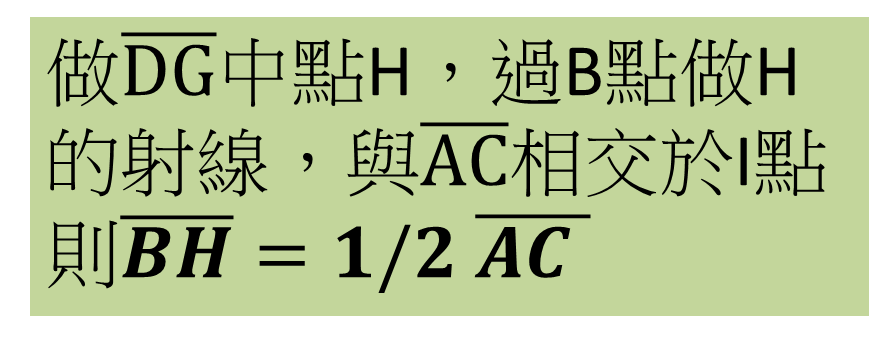 做DG中點H，過B點做H
的射線，與AC相交於I點
則BH = 1/2 AC